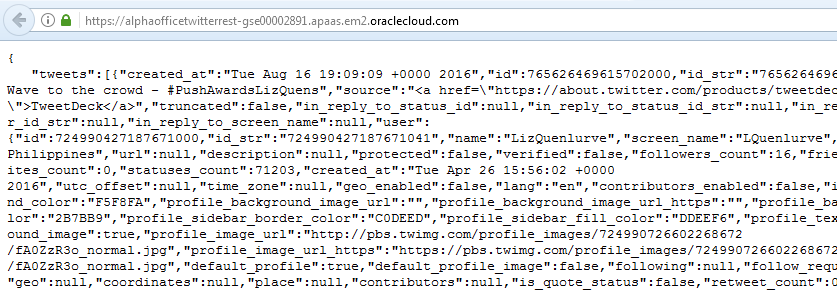 https://alphaofficetwitterrest-gse00002891.apaas.em2.oraclecloud.com
{
"tweets":[{"created_at":"Tue Aug 16 19:09:09 +0000 2016","id":765626469615702000,"id_str":"7656264696
Wave to the crowd - #PushAwardsLizQuens","source":"<a href=\"https://about.twitter.com/products/tweetdec
\">TweetDeck</a>","truncated":false,"in_reply_to_status_id":null,"in_reply_to_status_id_str":null,"in_re
r_id_str":null,"in_reply_to_screen_name":null,"user":
{"id":724990427187671000,"id_str":"724990427187671041","name":"LizQuenlurve","screen_name":"LQuenlurve",
Philippines","url":null,"description":null,"protected":false,"verified":false,"followers_count":16,"frie
ites_count":0,"statuses_count":71203,"created_at":"Tue Apr 26 15:56:02 +0000
2016","utc_offset":null,"time_zone":null,"geo_enabled":false,"lang":"en","contributors_enabled":false,"i
nd_color":"F5F8FA","profile_background_image_url":"","profile_background_image_url_https":"","profile_ba
lor":"2B7BB9","profile_sidebar_border_color":"C0DEED","profile_sidebar_fill_color":"DDEEF6","profile_tex
ound_image":true,"profile_image_url":"http://pbs.twimg.com/profile_images/724990726602268672
/fA0ZzR3o_normal.jpg","profile_image_url_https":"https://pbs.twimg.com/profile_images/724990726602268672
/fA0ZzR3o_normal.jpg","default_profile":true,"default_profile_image":false,"following":null,"follow_requ
"geo":null,"coordinates":null,"place":null,"contributors":null,"is_quote_status":false,"retweet_count":0